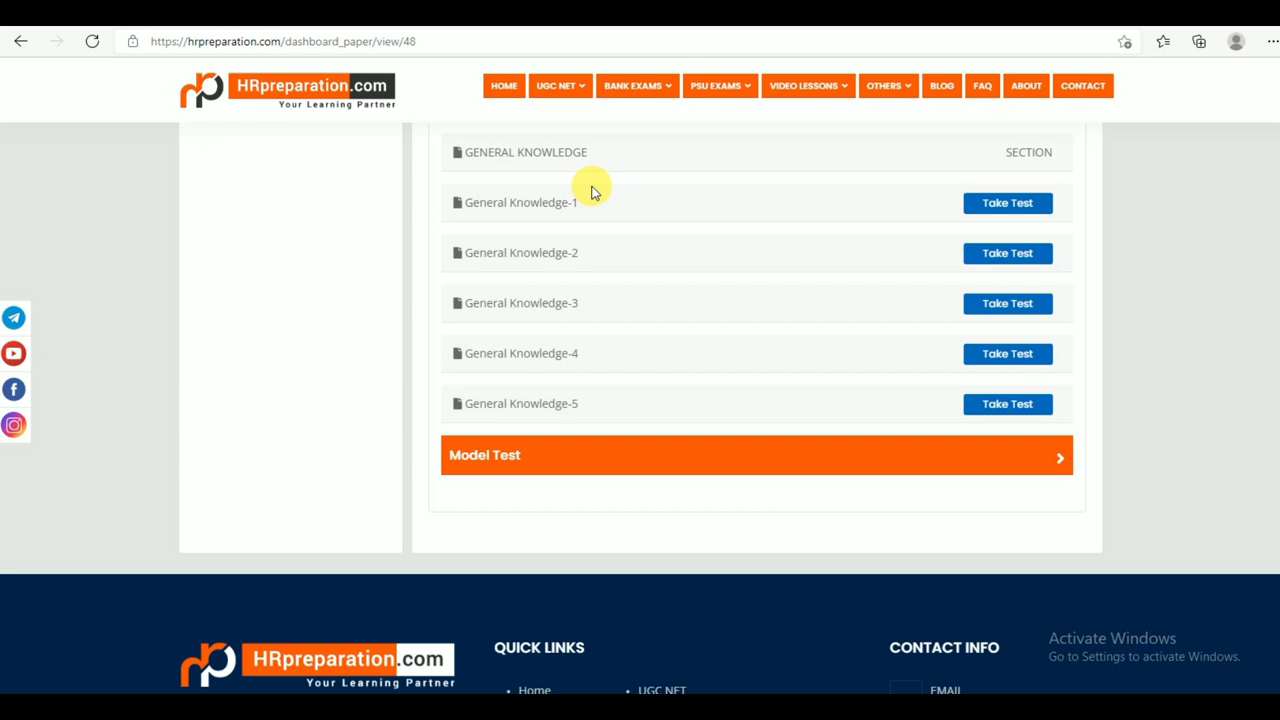 https://hrpreparation.com/dashboard_paper/view/48
HRpreparation.com
Your Learning Partner
HOME
UGC NET
BANK EXAMS
PSU EXAMS
VIDEO LESSONS
OTHERS
BLOG
FAQ
ABOUT
CONTACT
GENERAL KNOWLEDGE SECTION
General Knowledge-1 Take Test
General Knowledge-2 Take Test
General Knowledge-3 Take Test
General Knowledge-4 Take Test
General Knowledge-5 Take Test
Model Test
HRpreparation.com
Your Learning Partner
QUICK LINKS
Home
UGC NET
CONTACT INFO
EMAIL
Activate Windows
Go to Settings to activate Windows.